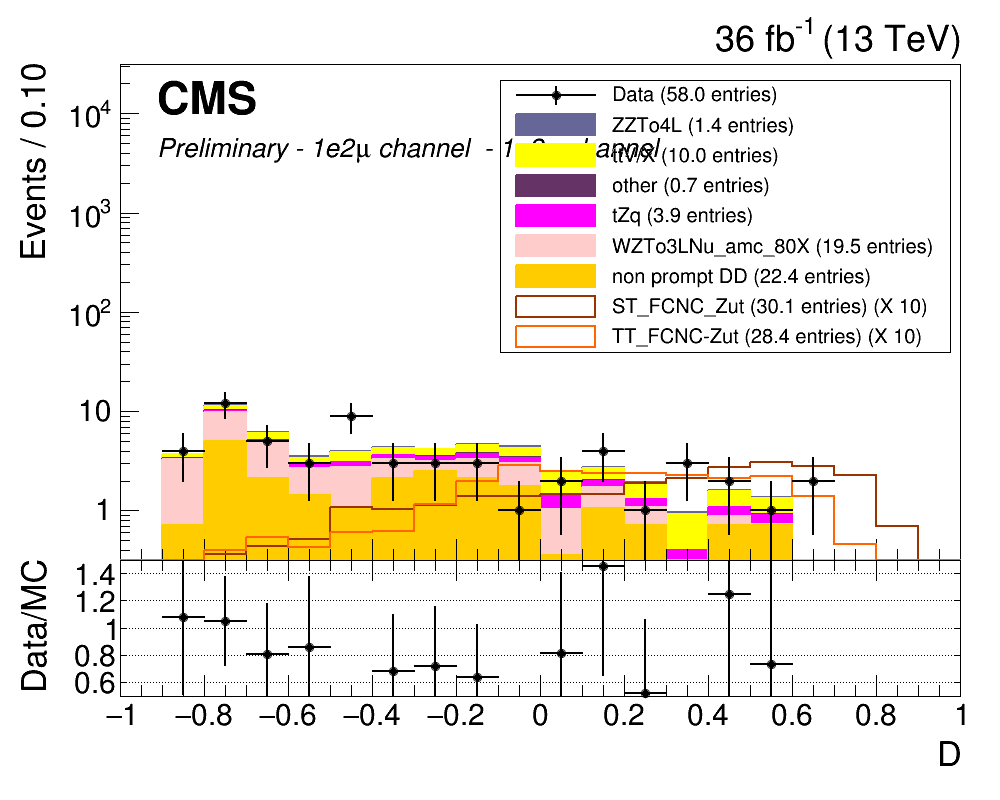 36 fb-1 (13 TeV)
CMS
Preliminary - 1e2μ channel - 1
Events / 0.10
10^4
10^3
10^2
10
1
Data (58.0 entries)
ZZTo4L (1.4 entries)
ttV/X (10.0 entries)
other (0.7 entries)
tZq (3.9 entries)
WZTo3LNu_amc_80X (19.5 entries)
non prompt DD (22.4 entries)
ST_FCNC_Zut (30.1 entries) (X 10)
TT_FCNC-Zut (28.4 entries) (X 10)
Data/MC
1.4
1.2
1
0.8
0.6
−1 −0.8 −0.6 −0.4 −0.2 0 0.2 0.4 0.6 0.8 1
D